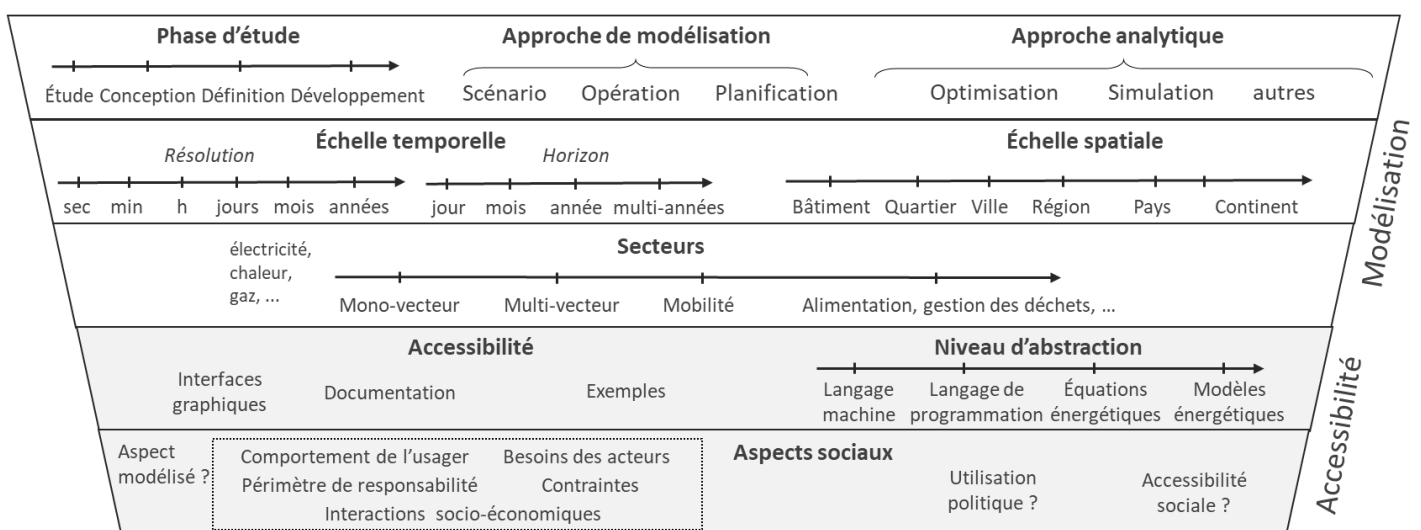 Phase d'étude
Étude Conception Définition Développement
Approche de modélisation
Scénario Opération Planification
Approche analytique
Optimisation Simulation autres
Échelle temporelle
Résolution
sec min h jours mois années
Horizon
jour mois année multi-années
Échelle spatiale
Bâtiment Quartier Ville Région Pays Continent
Secteurs
électricité,
chaleur,
gaz, ...
Mono-vecteur Multi-vecteur Mobilité Alimentation, gestion des déchets, ...
Modélisation
Accessibilité
Interfaces
graphiques
Documentation
Exemples
Niveau d'abstraction
Langage
machine
Langage de
programmation
Équations
énergétiques
Modèles
énergétiques
Aspects sociaux
Aspect
modélisé ?
Comportement de l'usager Besoins des acteurs
Périmètre de responsabilité Contraintes
Interactions socio-économiques
Utilisation
politique ?
Accessibilité
sociale ?
Accessibilité